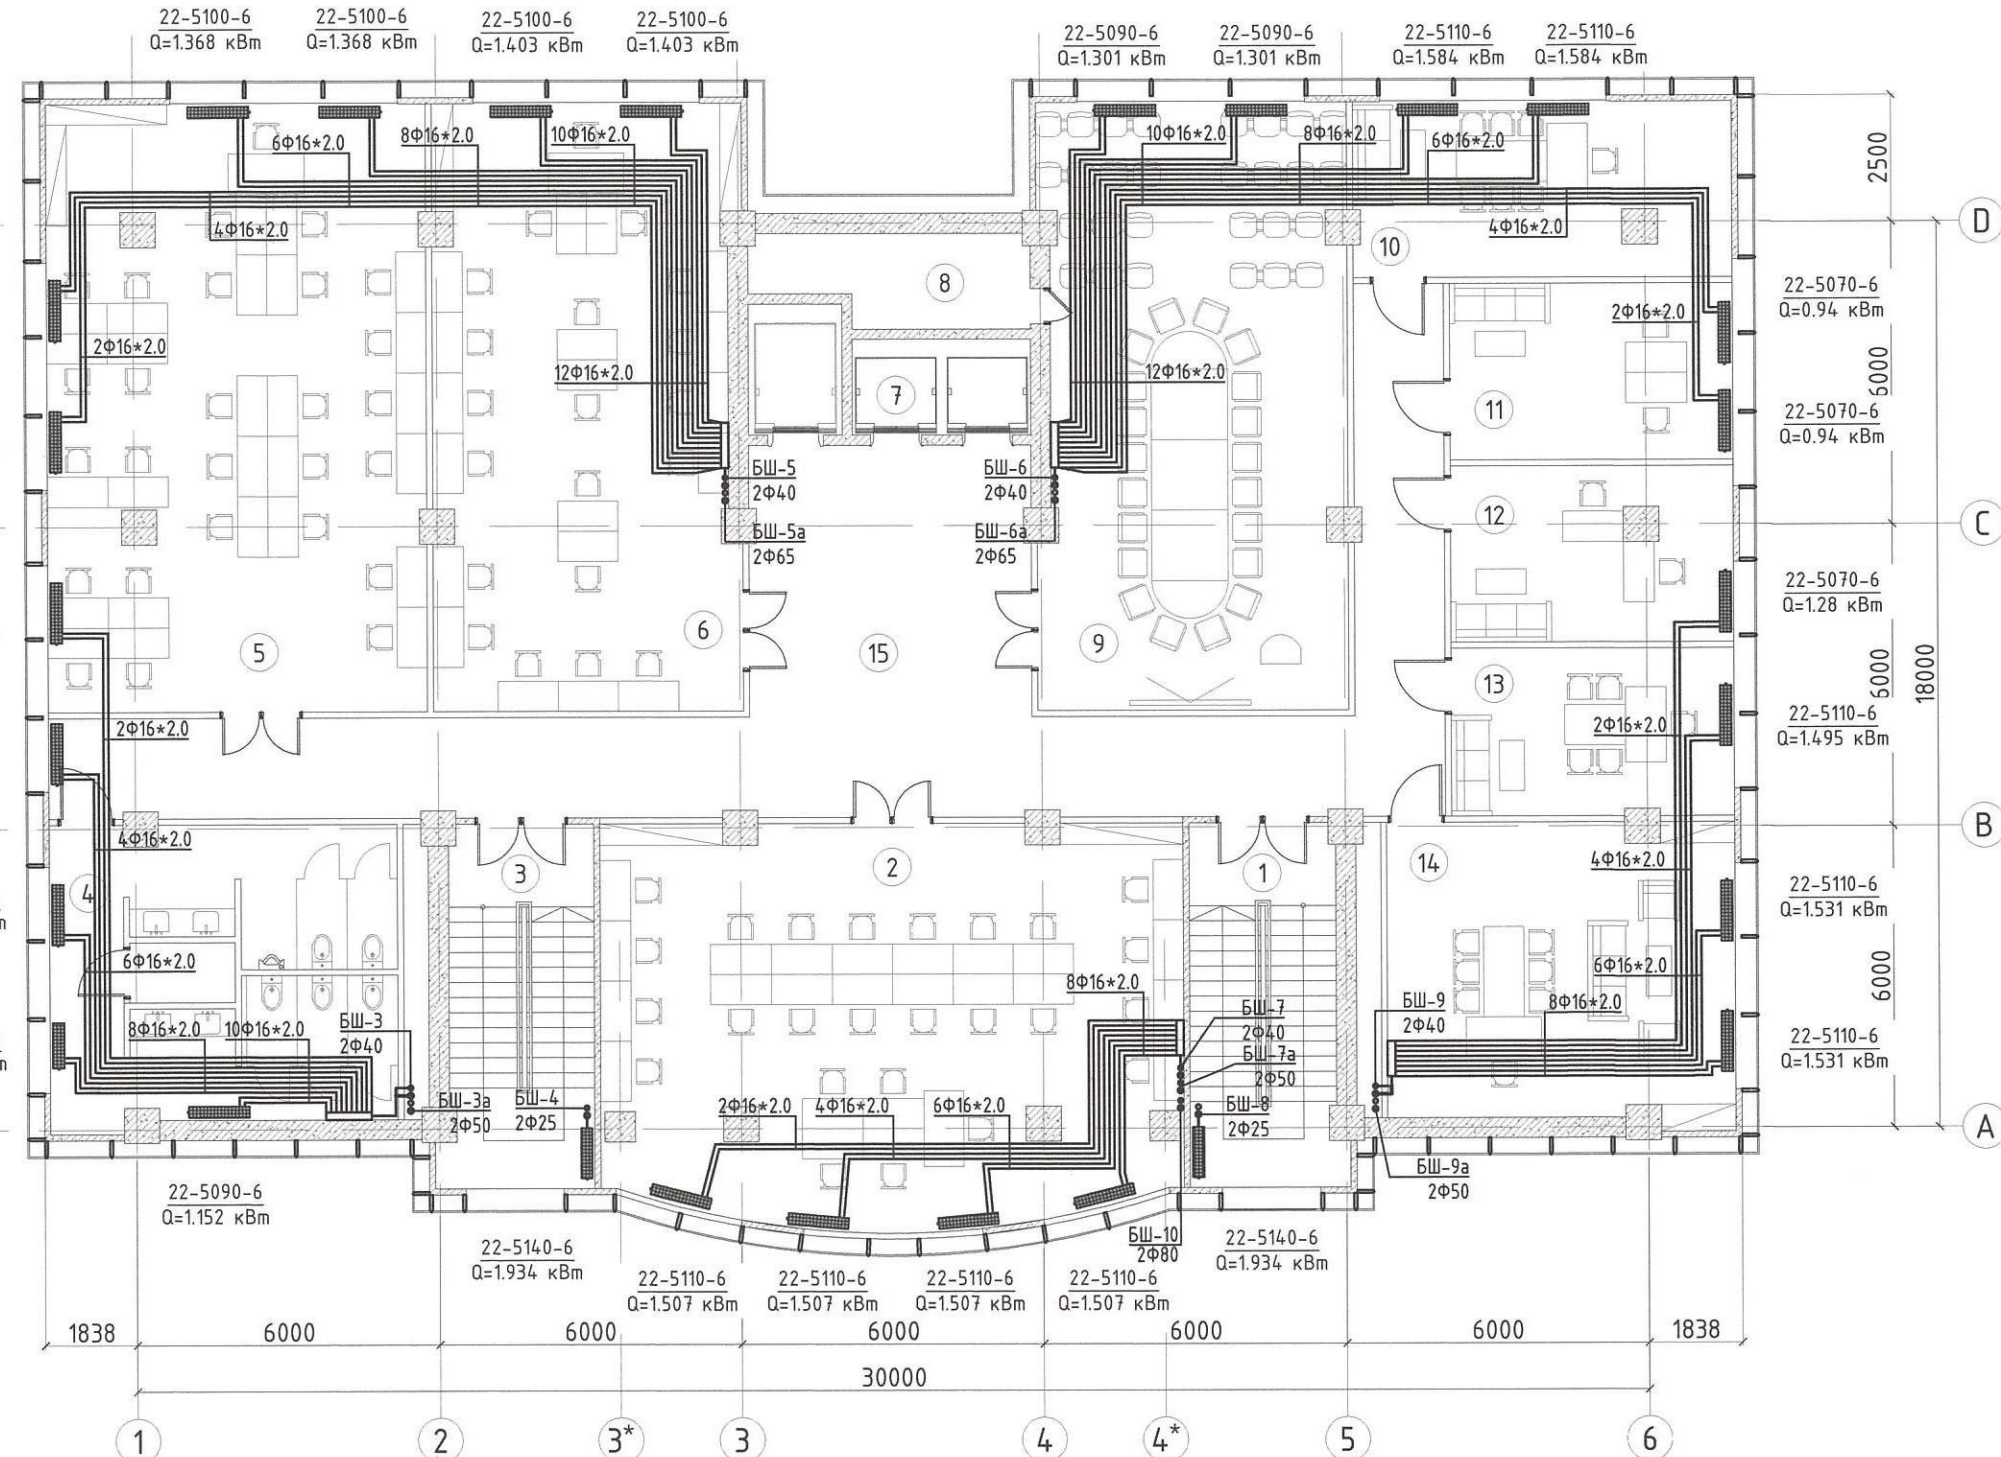 22-5100-6 22-5100-6 22-5100-6 22-5100-6
Q=1.368 кВт Q=1.368 кВт Q=1.403 кВт Q=1.403 кВт
22-5090-6 22-5090-6 22-5110-6 22-5110-6
Q=1.301 кВт Q=1.301 кВт Q=1.584 кВт Q=1.584 кВт
6Ф16*2.0 8Ф16*2.0 10Ф16*2.0 10Ф16*2.0 8Ф16*2.0 6Ф16*2.0
2500
4Ф16*2.0 4Ф16*2.0
D
10
8
22-5070-6
Q=0.94 кВт
2Ф16*2.0 2Ф16*2.0
12Ф16*2.0 12Ф16*2.0
6000
7
11
22-5070-6
Q=0.94 кВт
БШ-5 БШ-6
2Ф40 2Ф40
12
C
БШ-5а БШ-6а
2Ф65 2Ф65
22-5070-6
Q=1.28 кВт
5 6 15 9 13
6000
18000
2Ф16*2.0 2Ф16*2.0
22-5110-6
Q=1.495 кВт
B
4Ф16*2.0 4Ф16*2.0
4 3 2 1 14
22-5110-6
Q=1.531 кВт
6Ф16*2.0 6Ф16*2.0
8Ф16*2.0
6000
8Ф16*2.0 10Ф16*2.0
БШ-3
2Ф40
БШ-7
2Ф40
БШ-7а
2Ф50
БШ-9
2Ф40
8Ф16*2.0
22-5110-6
Q=1.531 кВт
БШ-3а
2Ф50
БШ-4
2Ф25
2Ф16*2.0 4Ф16*2.0 6Ф16*2.0
БШ-8
2Ф25
A
БШ-9а
2Ф50
22-5090-6
Q=1.152 кВт
БШ-10
2Ф80
22-5140-6 22-5140-6
Q=1.934 кВт Q=1.934 кВт
22-5110-6 22-5110-6 22-5110-6 22-5110-6
Q=1.507 кВт Q=1.507 кВт Q=1.507 кВт Q=1.507 кВт
1838 6000 6000 6000 6000 6000 1838
30000
1 2 3* 3 4 4* 5 6